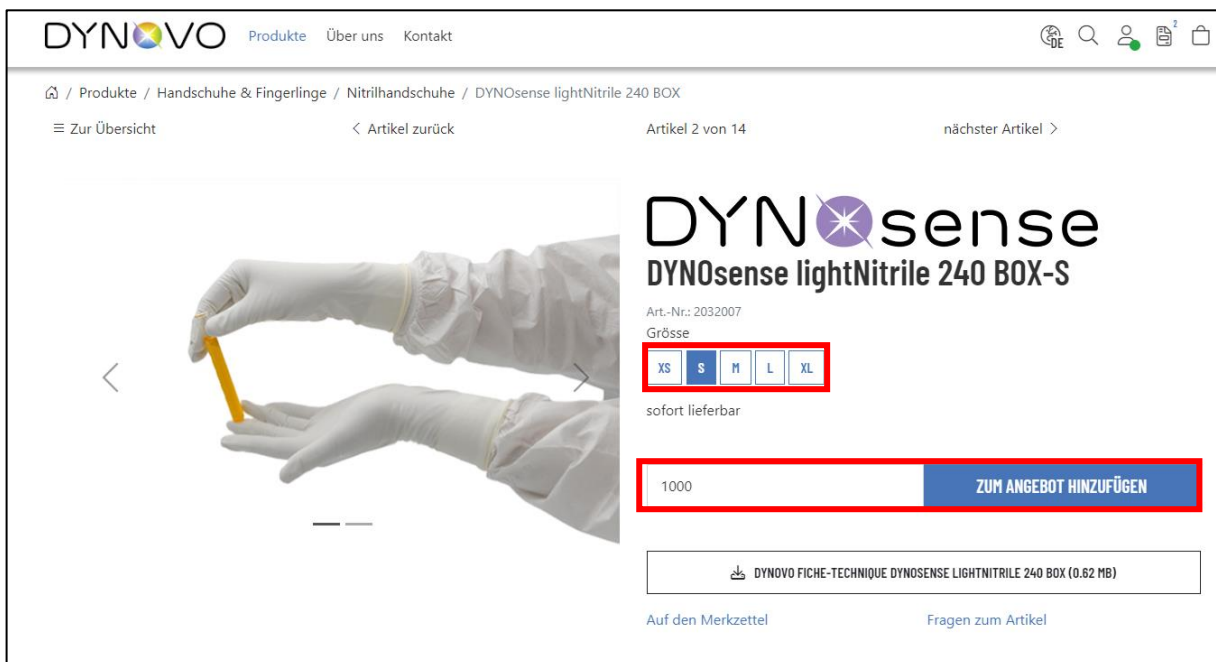 DYNOVO Produkte Über uns Kontakt DE 2
/ Produkte / Handschuhe & Fingerlinge / Nitrilhandschuhe / DYNOsense lightNitrile 240 BOX
Zur Übersicht Artikel zurück Artikel 2 von 14 nächster Artikel
DYNOsense
DYNOsense lightNitrile 240 BOX-S
Art.-Nr.: 2032007
Grösse
XS S M L XL
sofort lieferbar
1000 ZUM ANGEBOT HINZUFÜGEN
DYNOVO FICHE-TECHNIQUE DYNOSENSE LIGHTNITRILE 240 BOX (0.62 MB)
Auf den Merkzettel Fragen zum Artikel